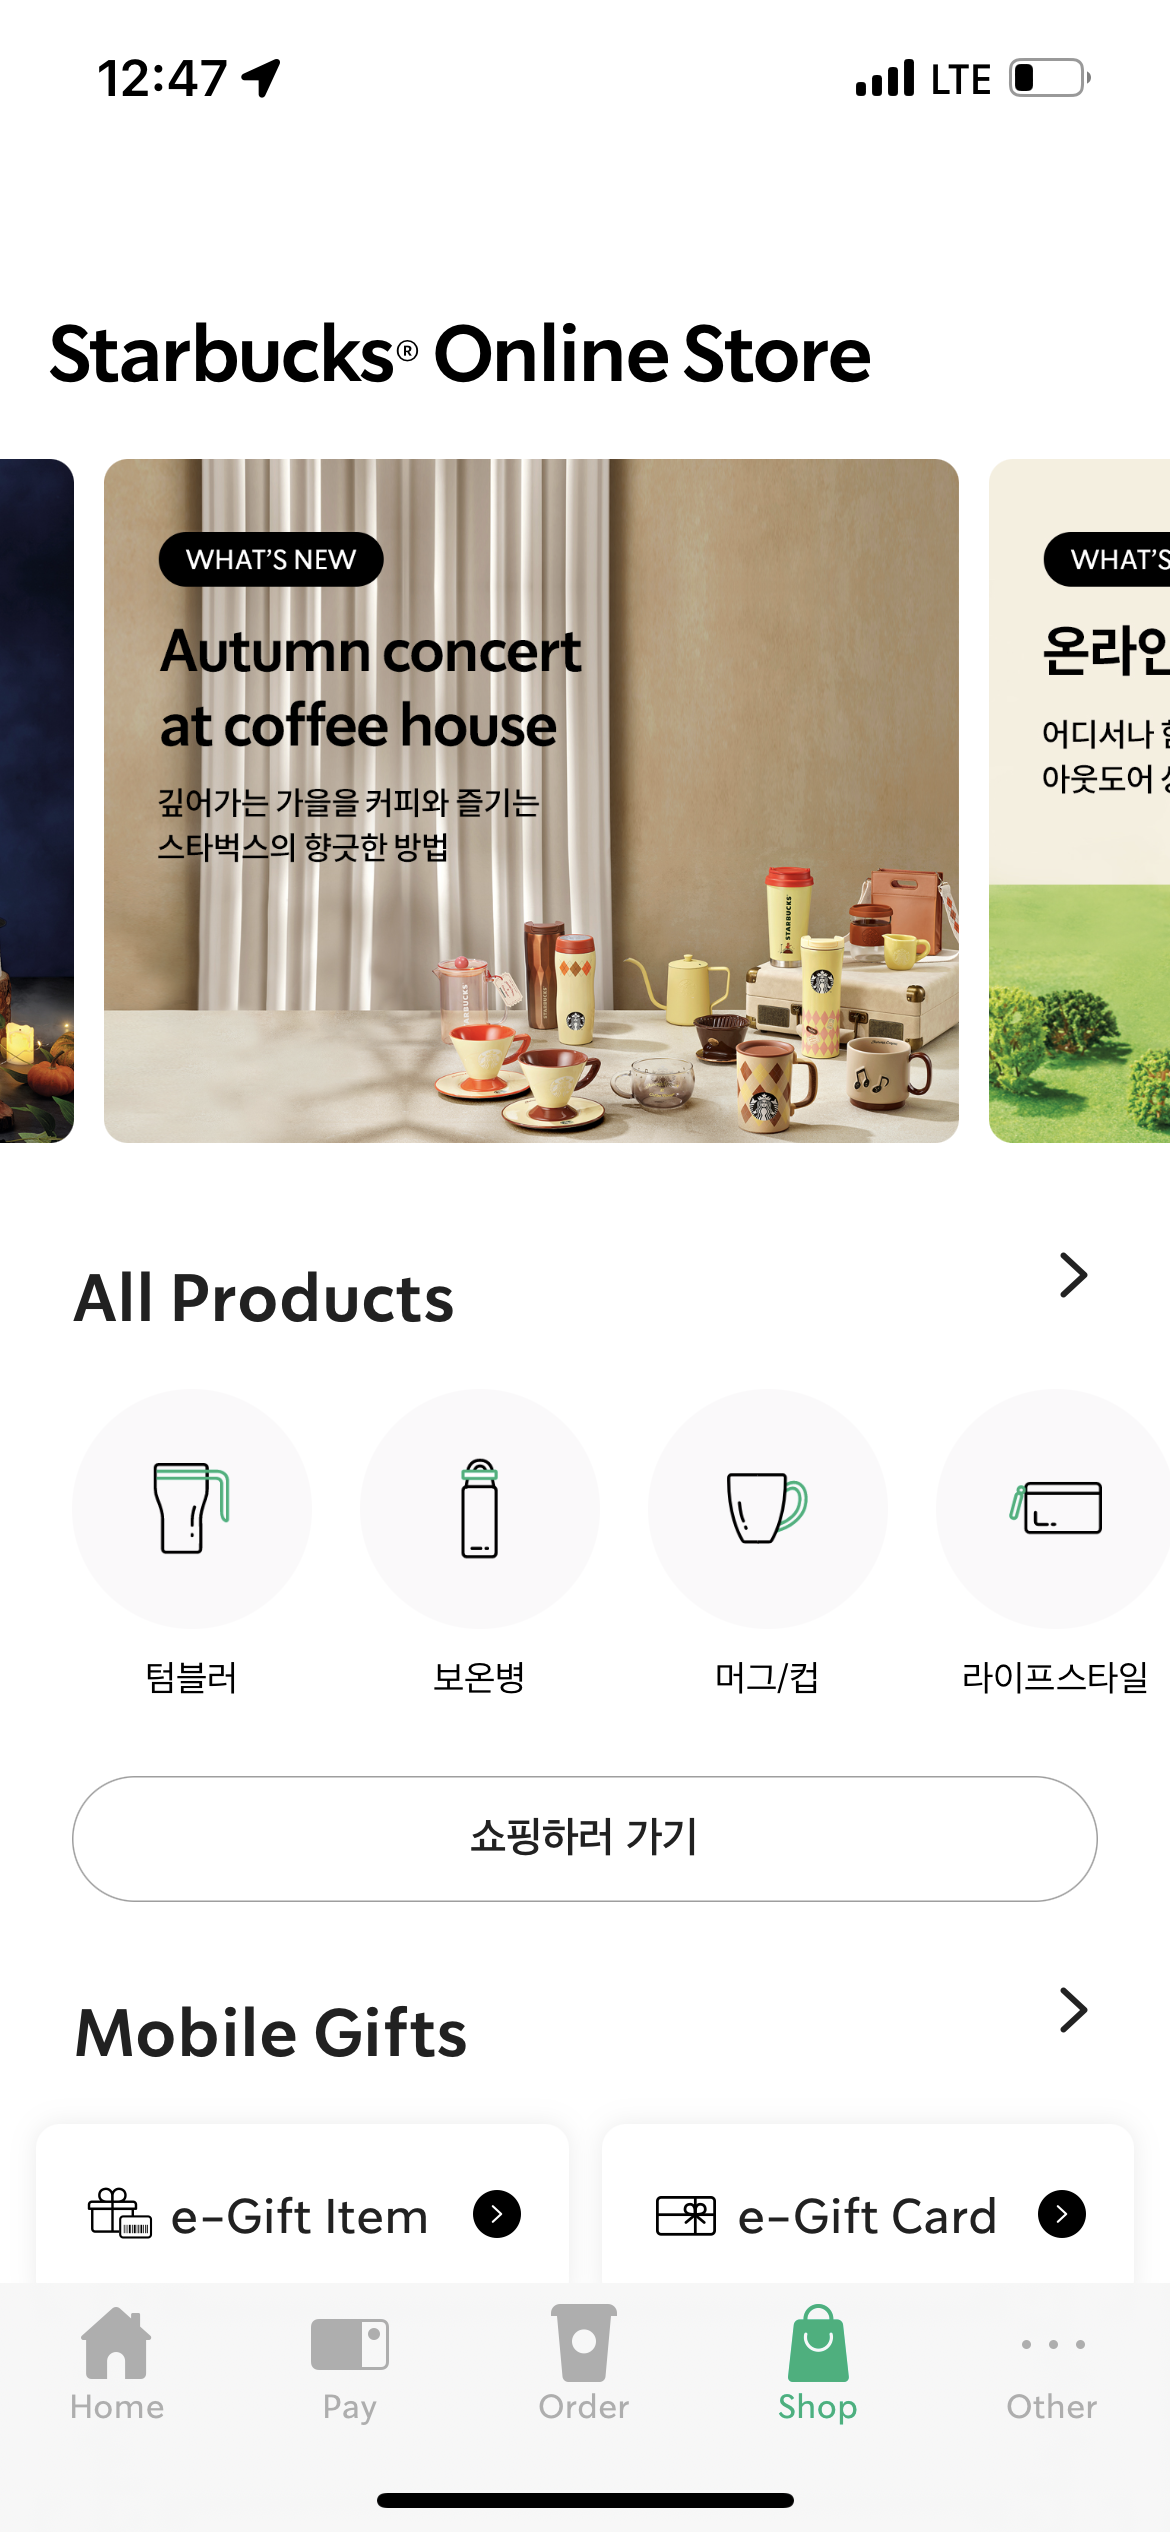 12:47
LTE
Starbucks® Online Store
WHAT'S NEW
Autumn concert
at coffee house
깊어가는 가을을 커피와 즐기는
스타벅스의 향긋한 방법
STARBUCKS
WHAT'S
온라인
어디서나
아웃도어
All Products
텀블러
보온병
머그/컵
라이프스타일
쇼핑하러 가기
Mobile Gifts
e-Gift Item
e-Gift Card
Home
Pay
Order
Shop
Other